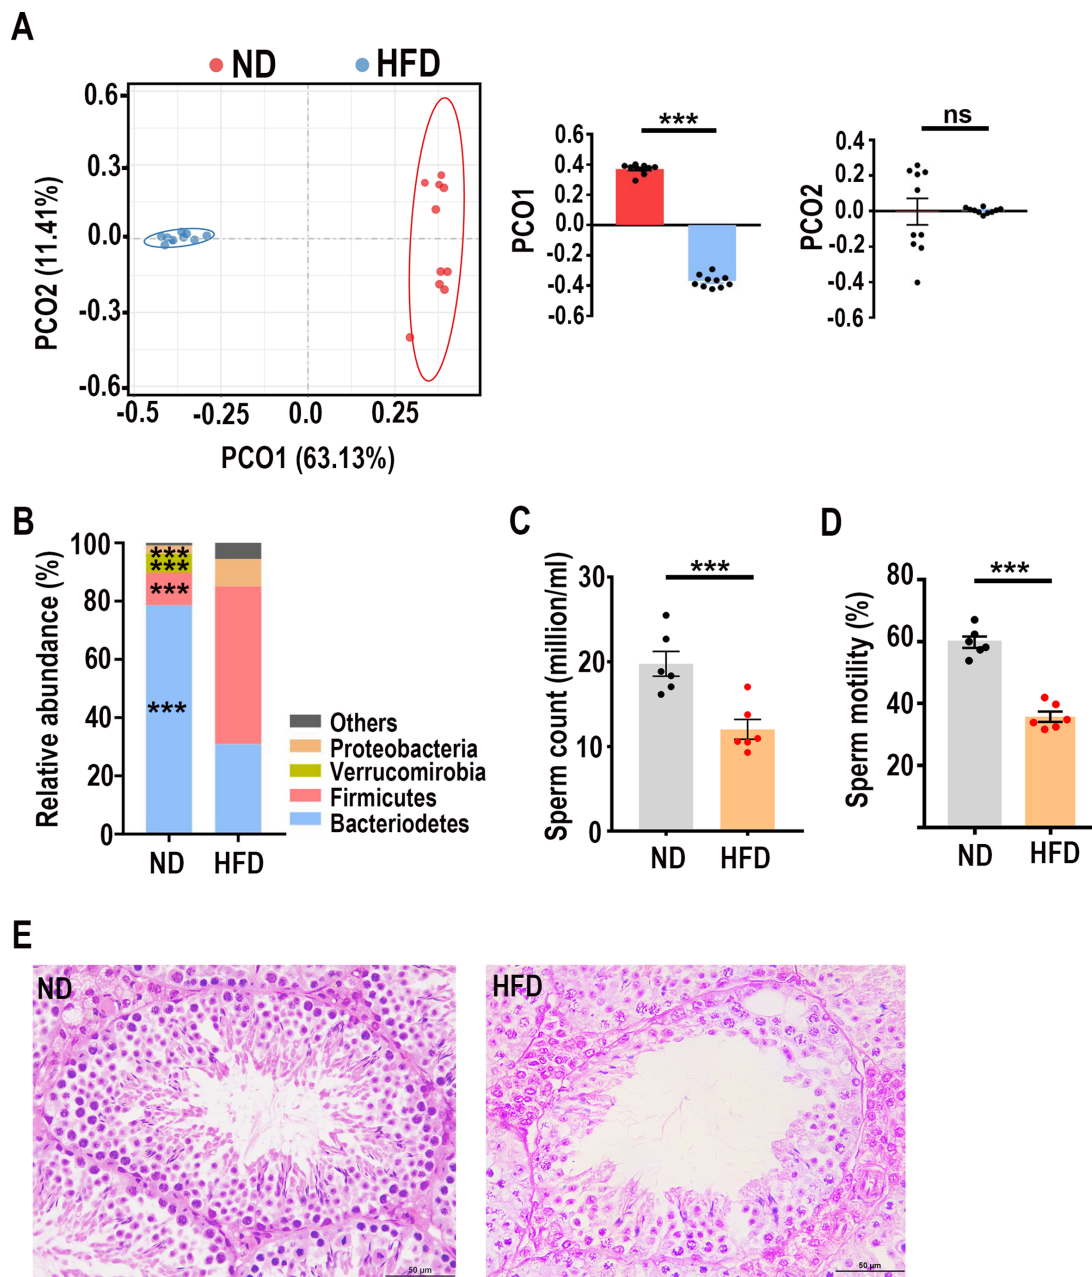 A
ND HFD
0.6
0.3
0.0
-0.3
-0.6
PCO2 (11.41%)
-0.5 -0.25 0.0 0.25
PCO1 (63.13%)
***
0.6
0.4
0.2
0.0
-0.2
-0.4
-0.6
PCO1
ns
0.4
0.2
0.0
-0.2
-0.4
-0.6
PCO2
B
100
80
60
40
20
0
Relative abundance (%)
***
***
***
***
ND HFD
Others
Proteobacteria
Verrucomirobia
Firmicutes
Bacteriodetes
C
***
30
20
10
0
Sperm count (million/ml)
ND HFD
D
***
80
60
40
20
Sperm motility (%)
ND HFD
E
ND
50 μm
HFD
50 μm